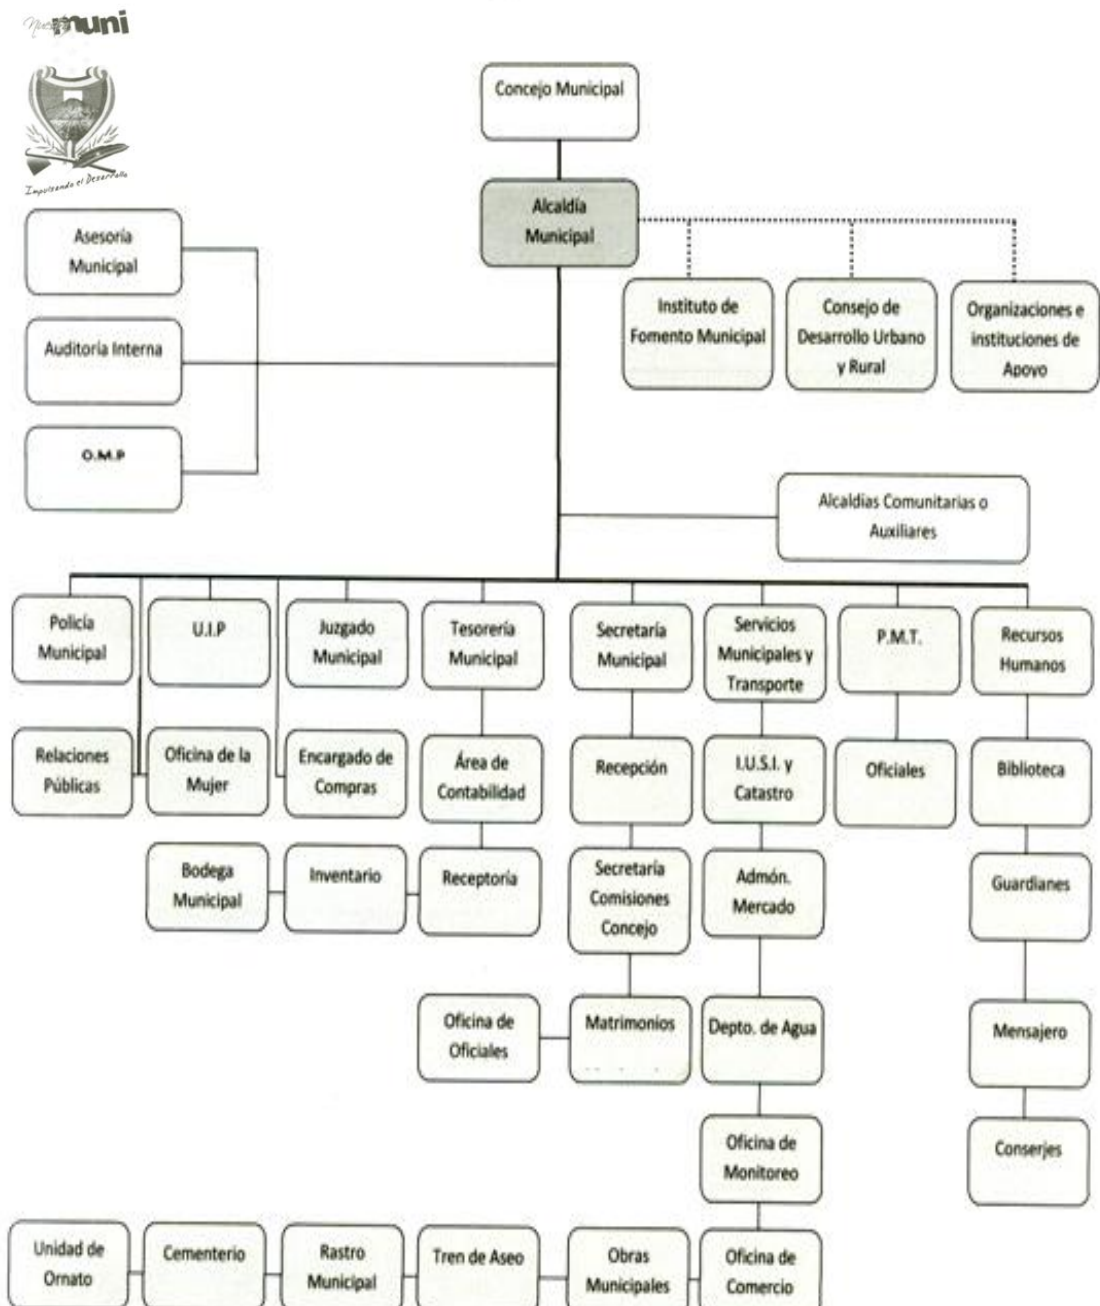 Nuestra muni
Impulsando el Desarrollo
Concejo Municipal
Alcaldía
Municipal
Asesoría
Municipal
Auditoría Interna
O.M.P
Instituto de
Fomento Municipal
Consejo de
Desarrollo Urbano
y Rural
Organizaciones e
instituciones de
Apoyo
Alcaldías Comunitarias o
Auxiliares
Policía
Municipal
U.I.P
Juzgado
Municipal
Tesorería
Municipal
Secretaría
Municipal
Servicios
Municipales y
Transporte
P.M.T.
Recursos
Humanos
Relaciones
Públicas
Oficina de la
Mujer
Encargado de
Compras
Área de
Contabilidad
Recepción
I.U.S.I. y
Catastro
Oficiales
Biblioteca
Bodega
Municipal
Inventario
Receptoría
Secretaría
Comisiones
Concejo
Admón.
Mercado
Guardianes
Oficina de
Oficiales
Matrimonios
Depto. de Agua
Mensajero
Oficina de
Monitoreo
Conserjes
Unidad de
Ornato
Cementerio
Rastro
Municipal
Tren de Aseo
Obras
Municipales
Oficina de
Comercio